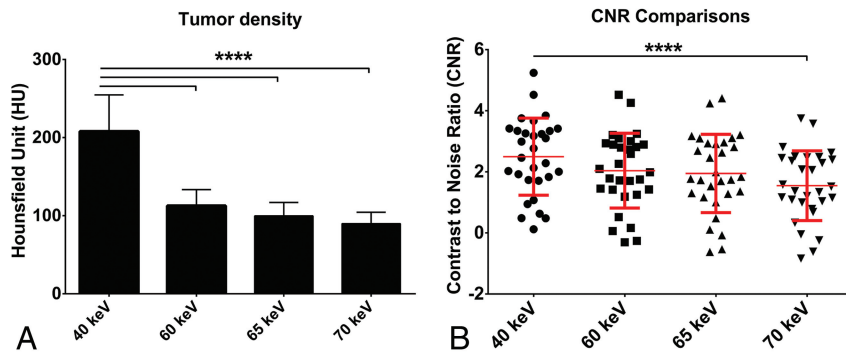 Tumor density
****
Hounsfield Unit (HU)
300
200
100
0
40 keV
60 keV
65 keV
70 keV
A
CNR Comparisons
****
Contrast to Noise Ratio (CNR)
6
4
2
0
-2
40 keV
60 keV
65 keV
70 keV
B